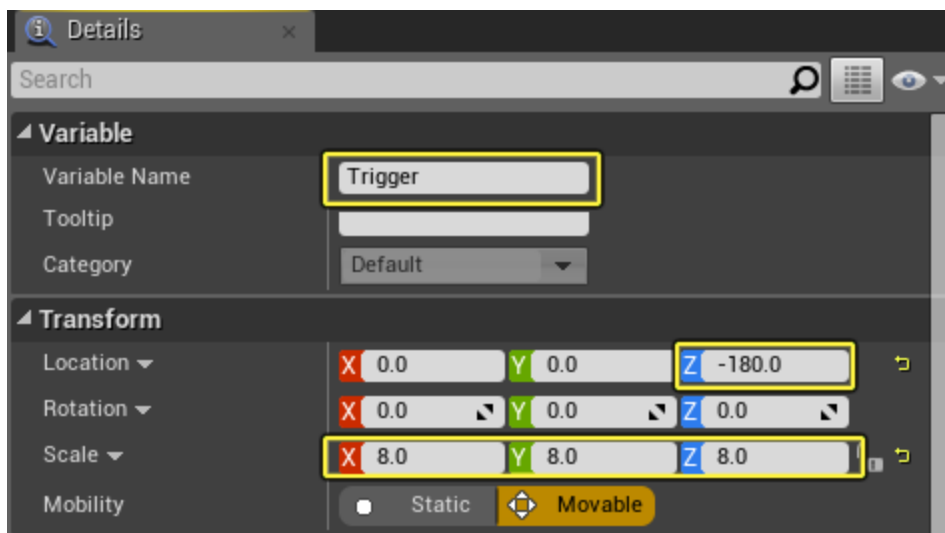 Details
Search
Variable
Variable Name Trigger
Tooltip
Category Default
Transform
Location X 0.0 Y 0.0 Z -180.0
Rotation X 0.0 Y 0.0 Z 0.0
Scale X 8.0 Y 8.0 Z 8.0
Mobility Static Movable